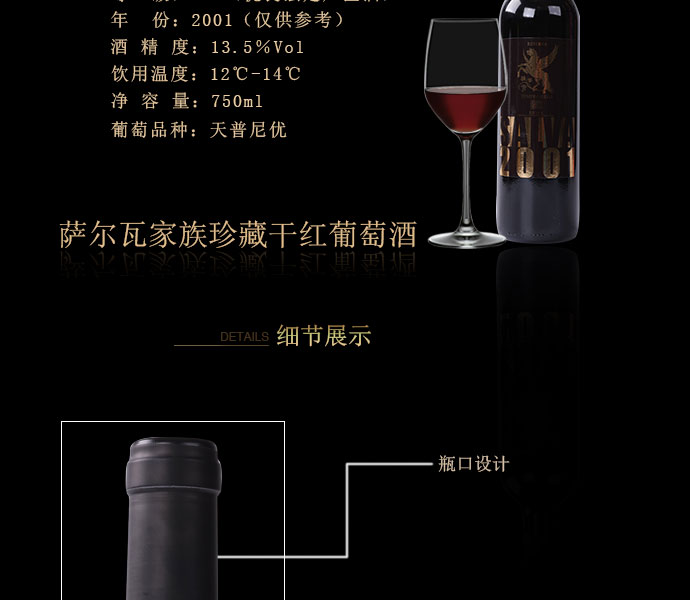 年 份：2001（仅供参考）
酒 精 度：13.5%Vol
饮用温度：12℃-14℃
净 容 量：750ml
葡萄品种：天普尼优
SALVA
2001
萨尔瓦家族珍藏干红葡萄酒
DETAILS 细节展示
瓶口设计